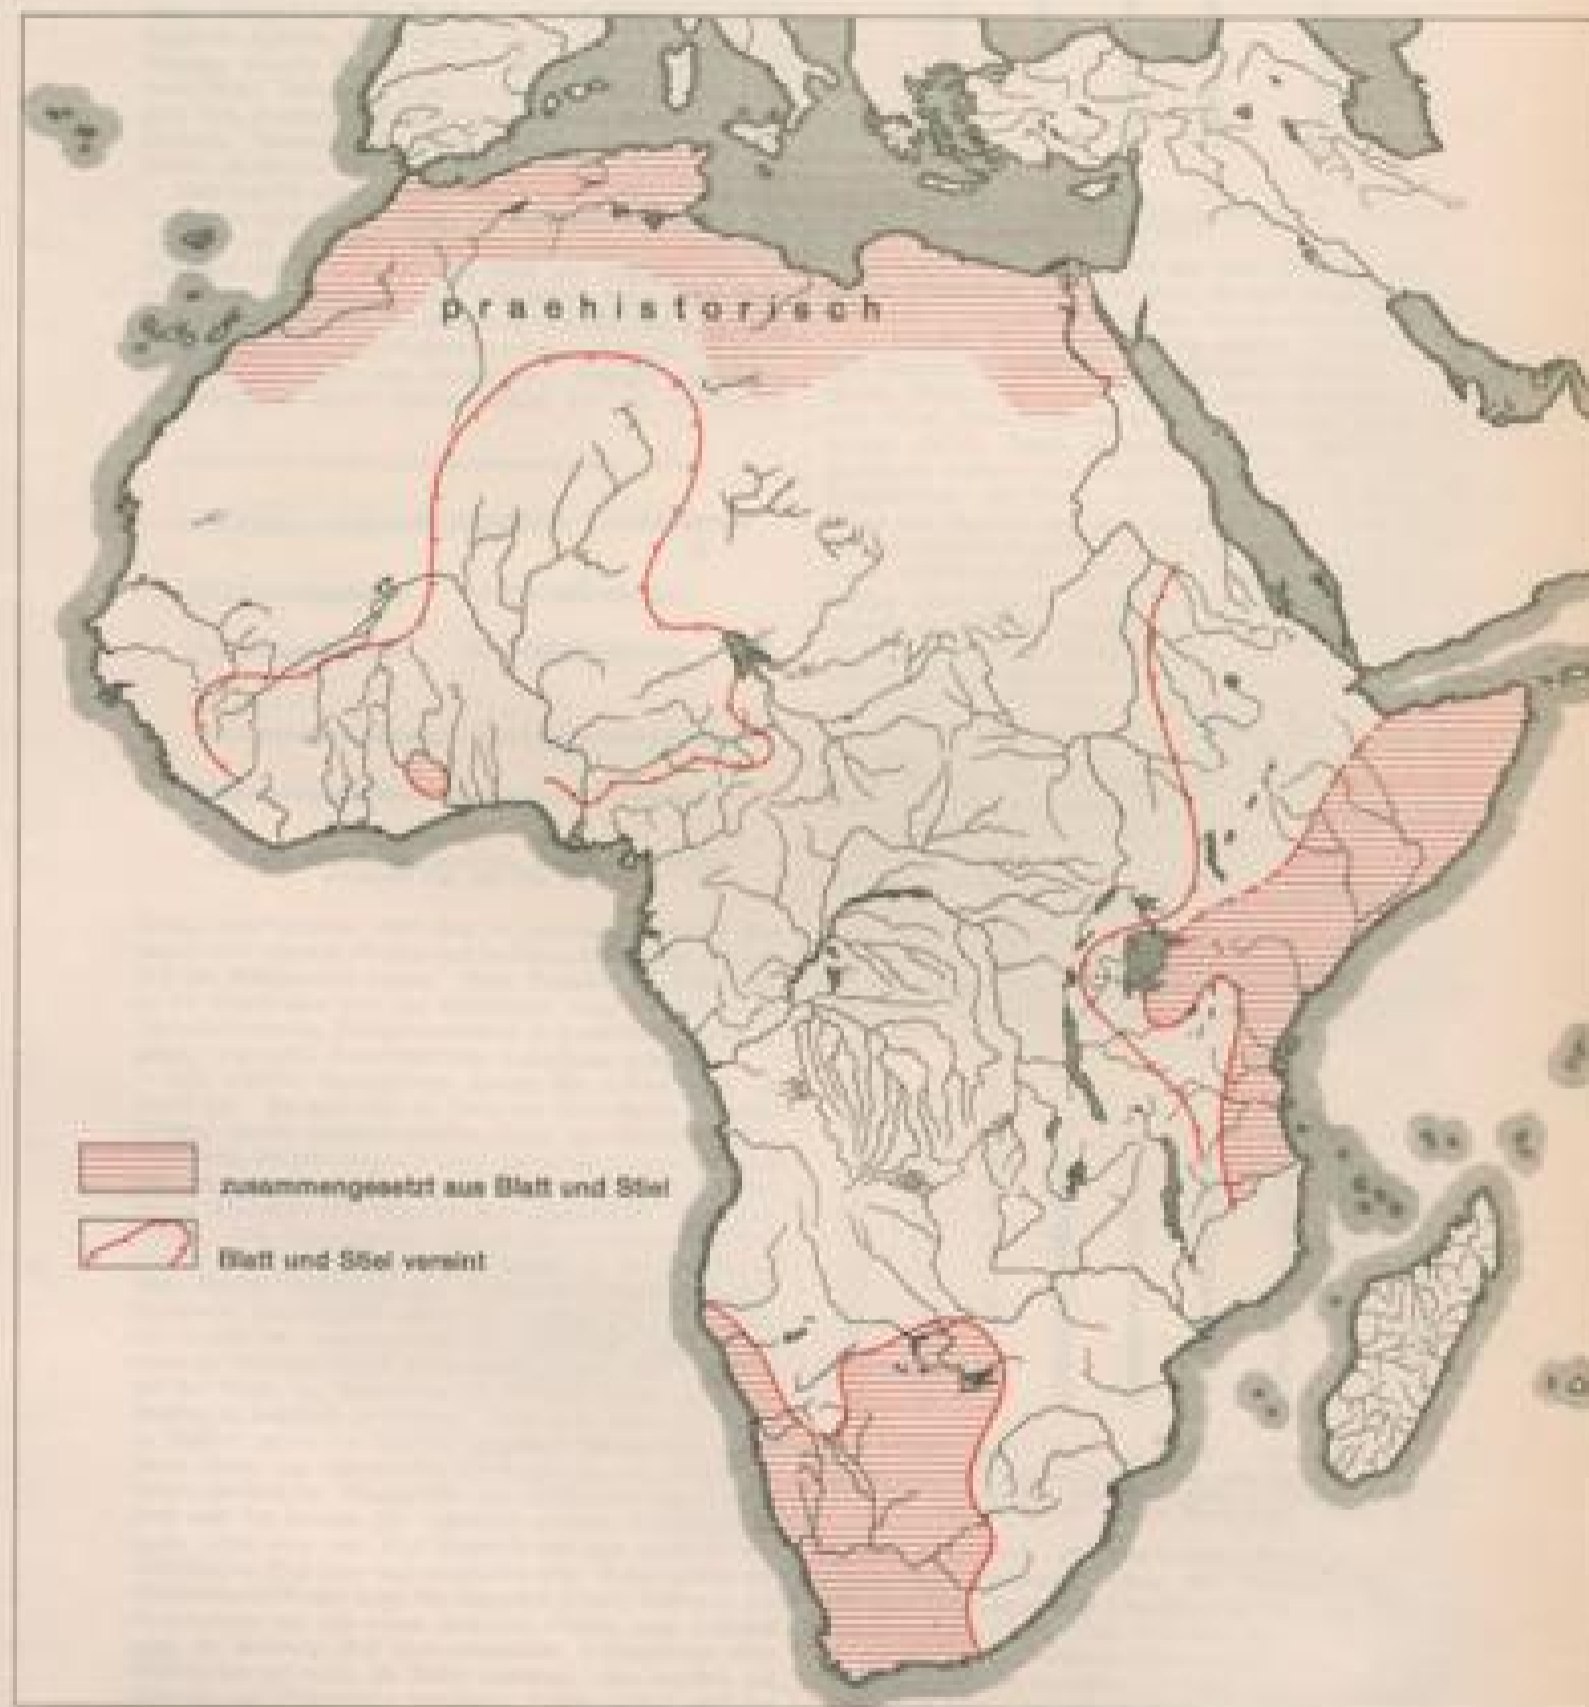 praehistorisch
zusammengesetzt aus Blatt und Stiel
Blatt und Stiel vereint